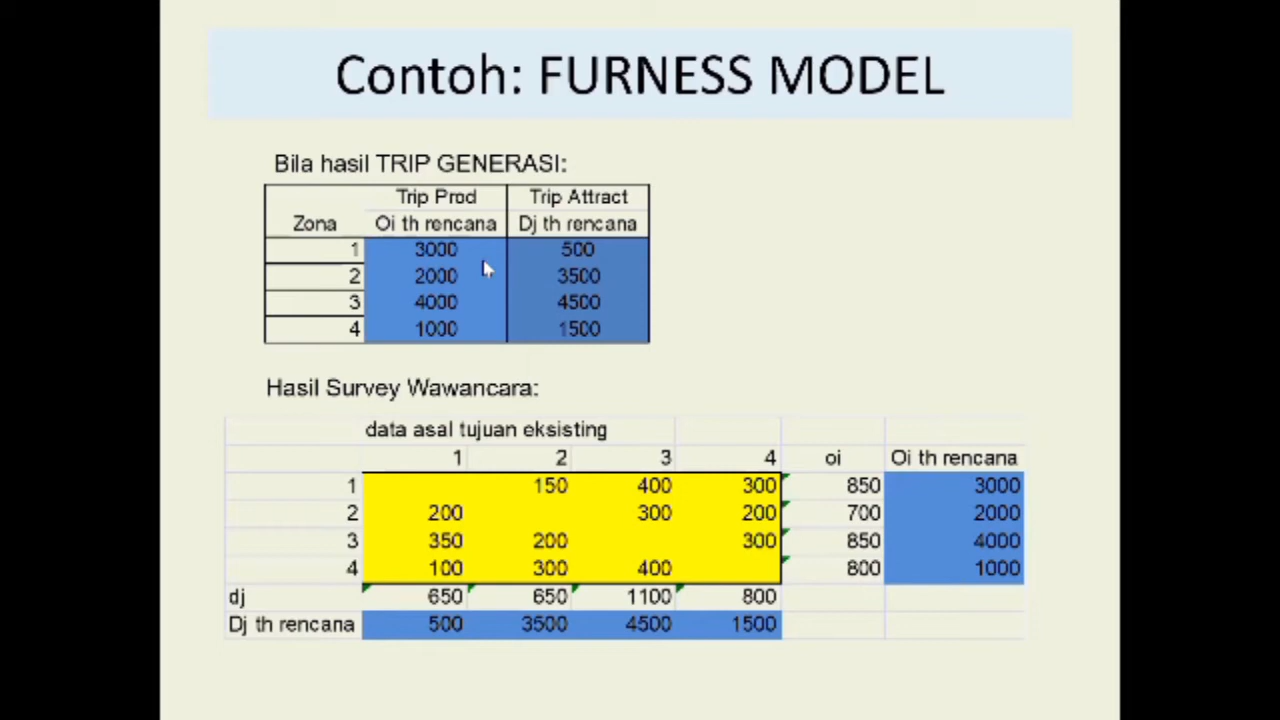 Contoh: FURNESS MODEL
Bila hasil TRIP GENERASI:
Trip Prod Trip Attract
Zona Oi th rencana Dj th rencana
1 3000 500
2 2000 3500
3 4000 4500
4 1000 1500
Hasil Survey Wawancara:
data asal tujuan eksisting
1 2 3 4 oi Oi th rencana
1 150 400 300 850 3000
2 200 300 200 700 2000
3 350 200 300 850 4000
4 100 300 400 800 1000
dj 650 650 1100 800
Dj th rencana 500 3500 4500 1500